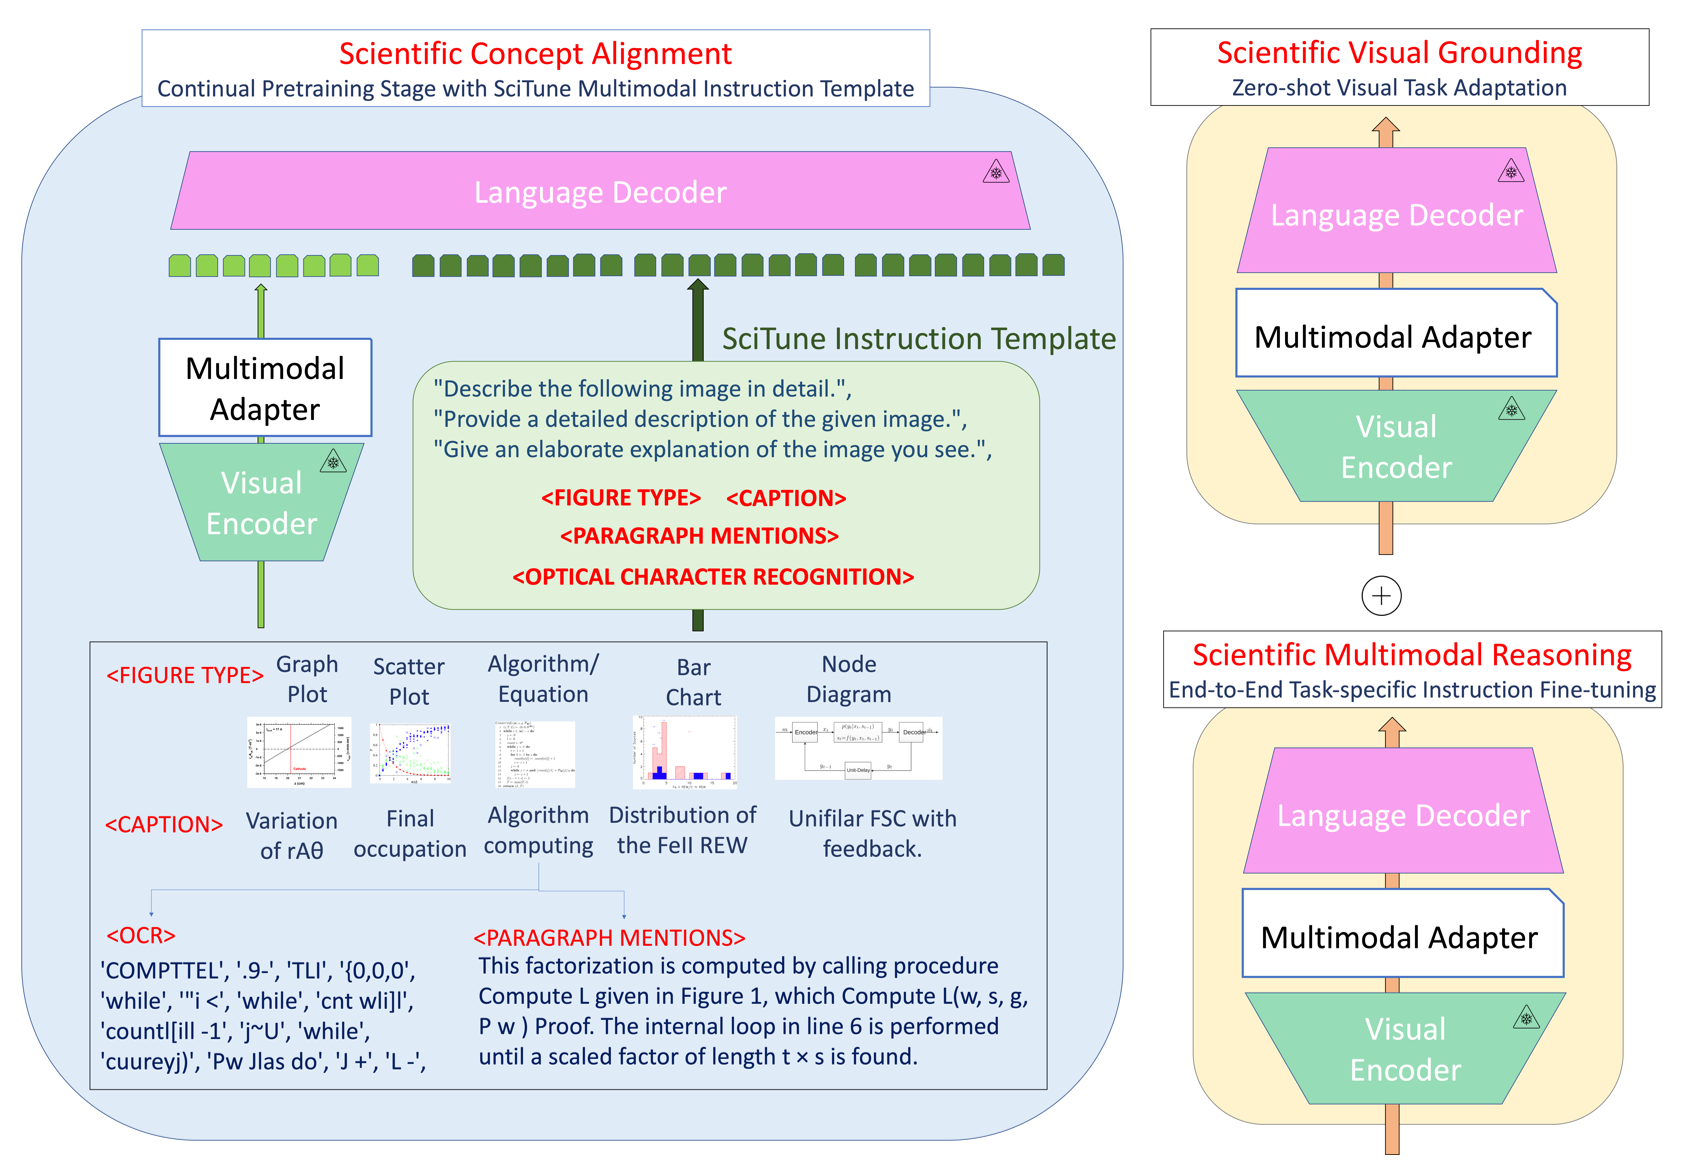 Scientific Concept Alignment
Continual Pretraining Stage with SciTune Multimodal Instruction Template
Language Decoder
Multimodal
Adapter
Visual
Encoder
SciTune Instruction Template
"Describe the following image in detail.",
"Provide a detailed description of the given image.",
"Give an elaborate explanation of the image you see.",
<FIGURE TYPE> <CAPTION>
<PARAGRAPH MENTIONS>
<OPTICAL CHARACTER RECOGNITION>
<FIGURE TYPE>
Graph
Plot
Scatter
Plot
Algorithm/
Equation
Bar
Chart
Node
Diagram
Cathode
Encoder
Decoder
Unit-Delay
<CAPTION>
Variation
of rAθ
Final
occupation
Algorithm
computing
Distribution of
the FeII REW
Unifilar FSC with
feedback.
<OCR>
'COMPTTEL', '.9-', 'TLI', '{0,0,0',
'while', '"i <', 'while', 'cnt wli]l',
'countl[ill -1', 'j~U', 'while',
'cuureyj)', 'Pw Jlas do', 'J +', 'L -',
<PARAGRAPH MENTIONS>
This factorization is computed by calling procedure
Compute L given in Figure 1, which Compute L(w, s, g,
P w ) Proof. The internal loop in line 6 is performed
until a scaled factor of length t × s is found.
Scientific Visual Grounding
Zero-shot Visual Task Adaptation
Language Decoder
Multimodal Adapter
Visual
Encoder
+
Scientific Multimodal Reasoning
End-to-End Task-specific Instruction Fine-tuning
Language Decoder
Multimodal Adapter
Visual
Encoder